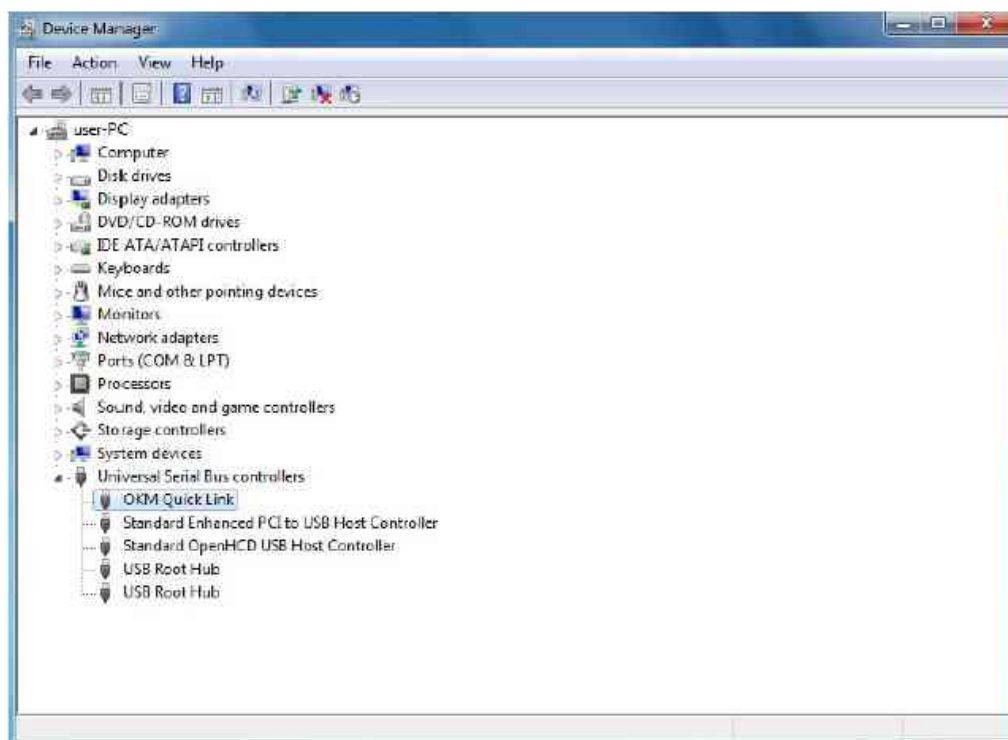 Device Manager
File Action View Help
user-PC
Computer
Disk drives
Display adapters
DVD/CD-ROM drives
IDE ATA/ATAPI controllers
Keyboards
Mice and other pointing devices
Monitors
Network adapters
Ports (COM & LPT)
Processors
Sound, video and game controllers
Storage controllers
System devices
Universal Serial Bus controllers
OKM Quick Link
Standard Enhanced PCI to USB Host Controller
Standard OpenHCD USB Host Controller
USB Root Hub
USB Root Hub